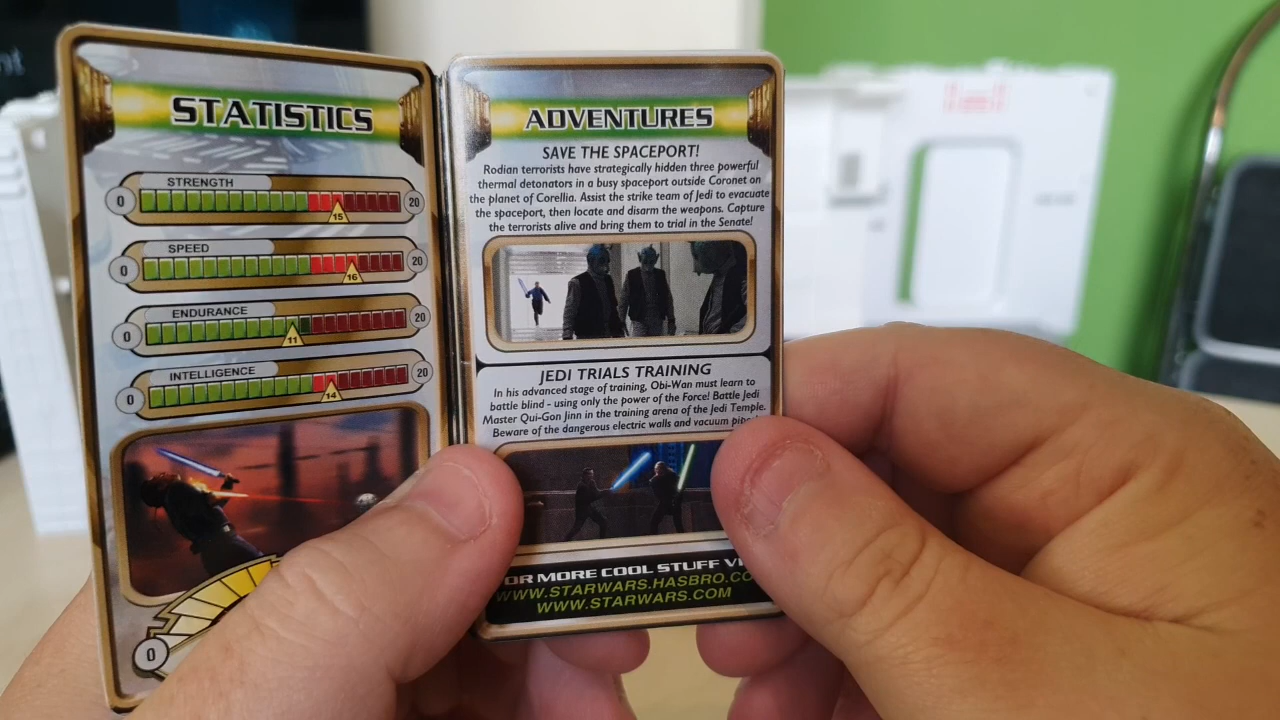 STATISTICS
STRENGTH
0
20
15
SPEED
0
20
16
ENDURANCE
0
20
11
INTELLIGENCE
0
20
14
0
ADVENTURES
SAVE THE SPACEPORT!
Rodian terrorists have strategically hidden three powerful
thermal detonators in a busy spaceport outside Coronet on
the planet of Corellia. Assist the strike team of Jedi to evacuate
the spaceport, then locate and disarm the weapons. Capture
the terrorists alive and bring them to trial in the Senate!
JEDI TRIALS TRAINING
In his advanced stage of training, Obi-Wan must learn to
battle blind - using only the power of the Force! Battle Jedi
Master Qui-Gon Jinn in the training arena of the Jedi Temple.
Beware of the dangerous electric walls and vacuum
OR MORE COOL STUFF
WWW.STARWARS.HASBRO.CO
WWW.STARWARS.COM